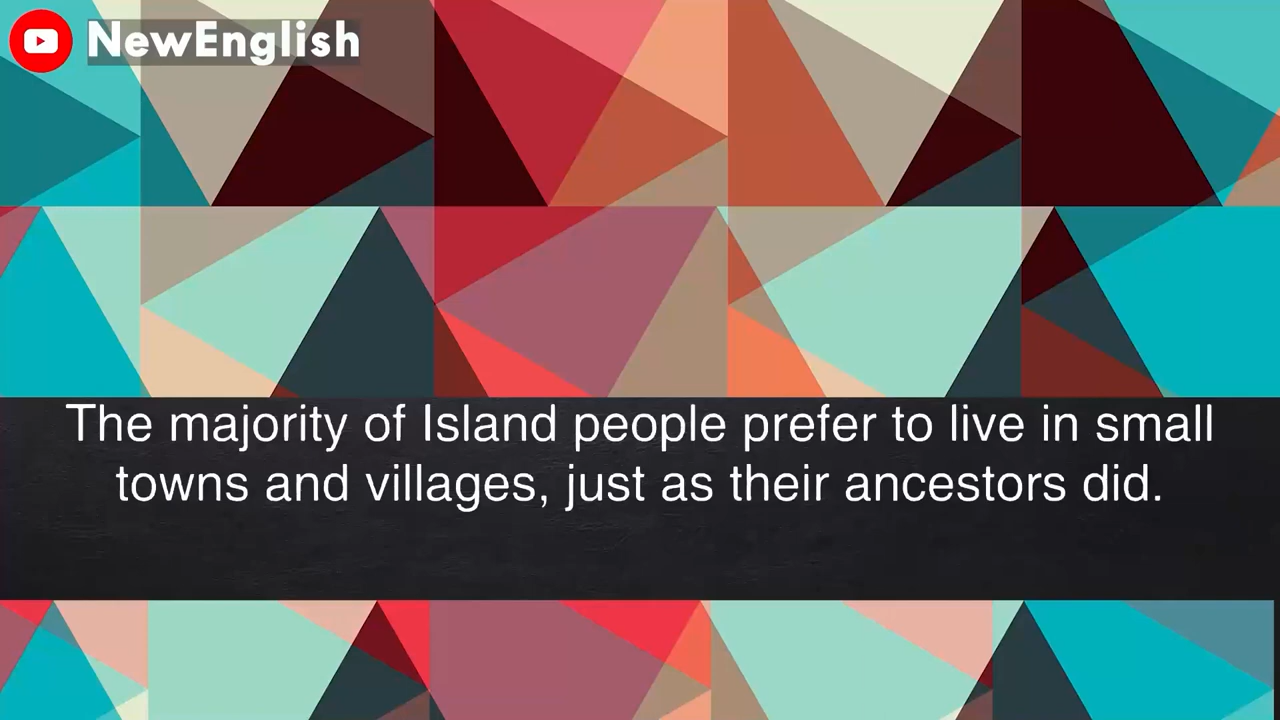 NewEnglish
The majority of Island people prefer to live in small
towns and villages, just as their ancestors did.